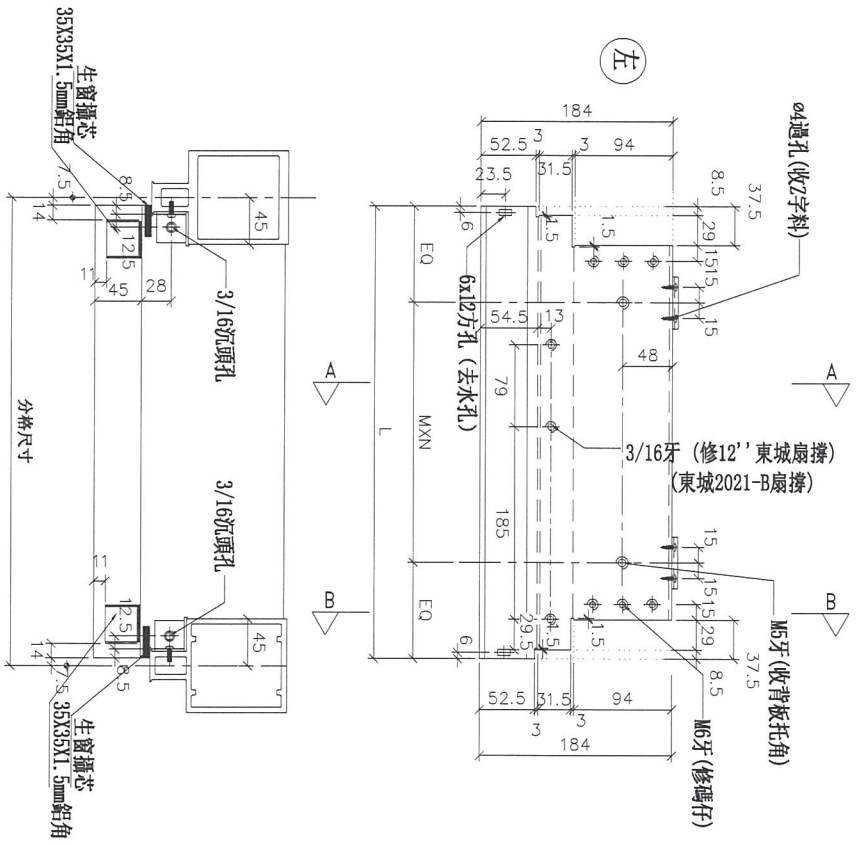 左
ø4過孔(收Z字料)
184
52.5
3
31.5
3
94
23.5
8.5
37.5
29
1515
15
6
1.5
1.5
EQ
6x12方孔 (去水孔)
54.5
13
48
79
A
A
MXN
L
3/16牙 (修12''東城扇撐)
(東城2021-B扇撐)
185
15
15
B
B
EQ
29.5
1.5
1.5
6
15
29
37.5
8.5
M5牙(收背板托角)
M6牙(修碼仔)
52.5
31.5
94
3
3
184
35X35X1.5mm鋁角
生窗攝芯
7.5
14
8.5
12.5
11
45
28
45
3/16沉頭孔
分格尺寸
3/16沉頭孔
11
12.5
45
14
7.5
8.5
生窗攝芯
35X35X1.5mm鋁角